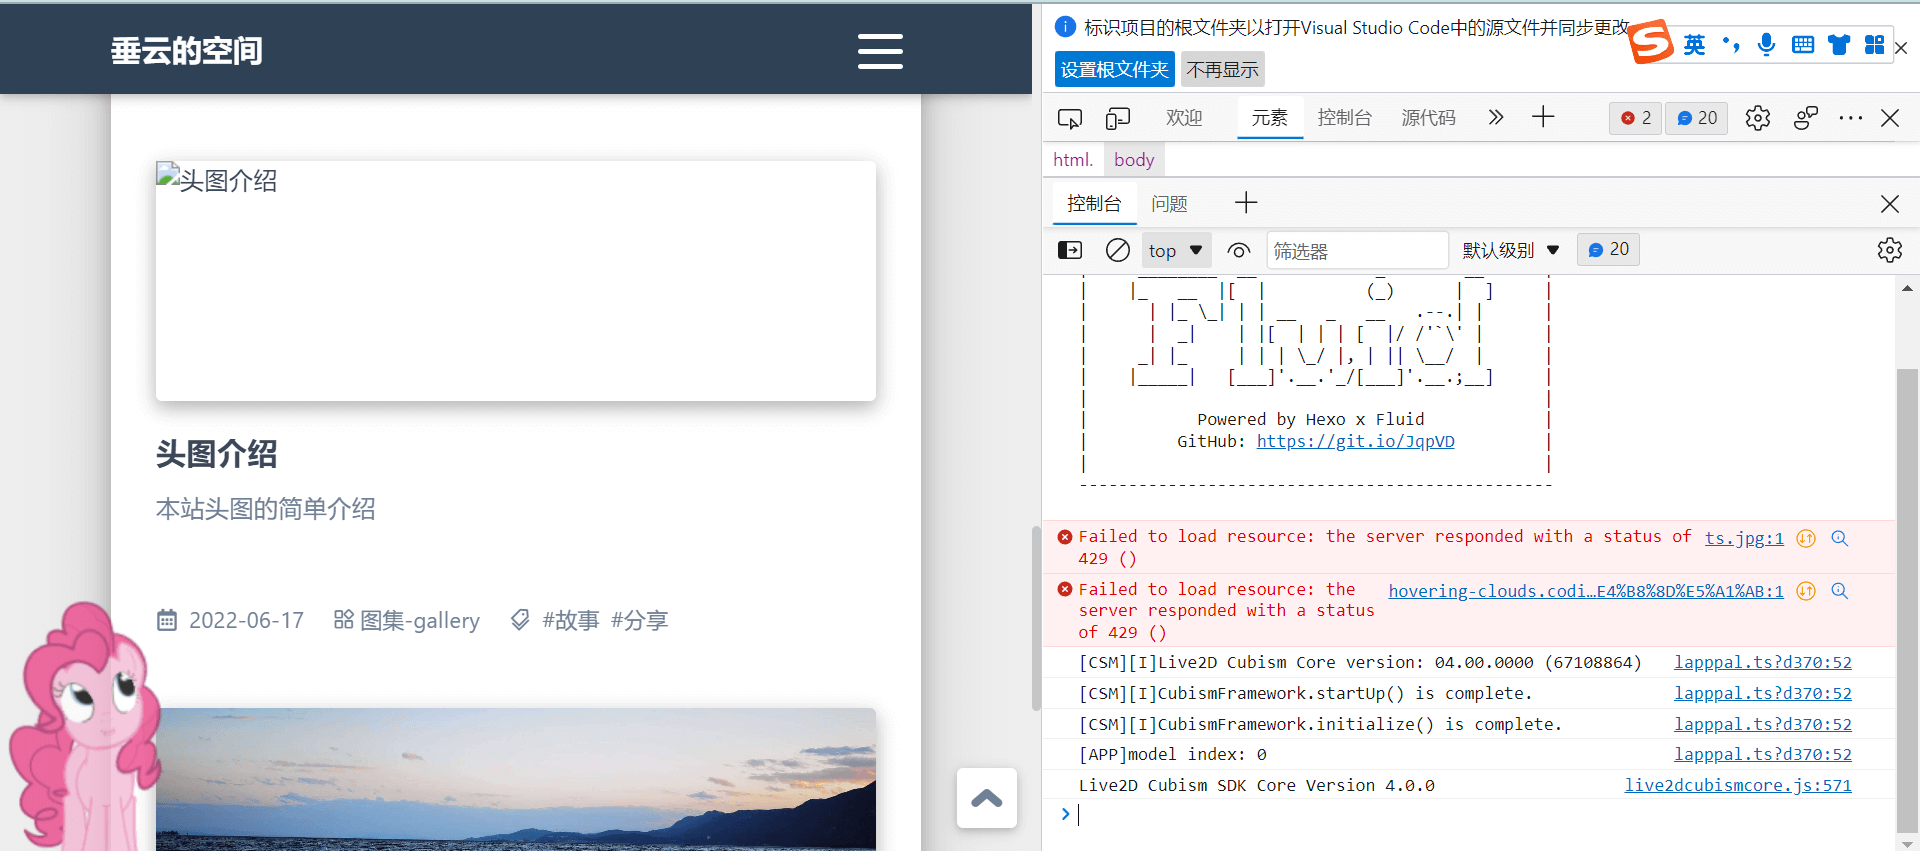 垂云的空间
头图介绍
头图介绍
本站头图的简单介绍
2022-06-17 图集-gallery #故事 #分享
标识项目的根文件夹以打开Visual Studio Code中的源文件并同步更改
英
设置根文件夹 不再显示
欢迎 元素 控制台 源代码 2 20
html. body
控制台 问题
top 筛选器 默认级别 20
Fluid
Powered by Hexo x Fluid
GitHub: https://git.io/JqpVD
Failed to load resource: the server responded with a status of ts.jpg:1
429 ()
Failed to load resource: the hovering-clouds.codi…E4%B8%8D%E5%A1%AB:1
server responded with a status
of 429 ()
[CSM][I]Live2D Cubism Core version: 04.00.0000 (67108864) lapppal.ts?d370:52
[CSM][I]CubismFramework.startUp() is complete. lapppal.ts?d370:52
[CSM][I]CubismFramework.initialize() is complete. lapppal.ts?d370:52
[APP]model index: 0 lapppal.ts?d370:52
Live2D Cubism SDK Core Version 4.0.0 live2dcubismcore.js:571